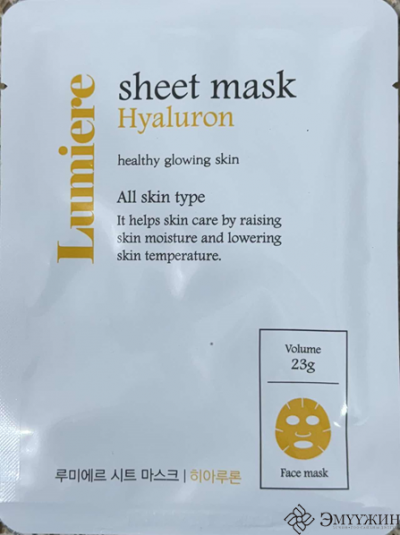 Lumiere
sheet mask
Hyaluron
healthy glowing skin
All skin type
It helps skin care by raising
skin moisture and lowering
skin temperature.
Volume
23g
Face mask
루미에르 시트 마스크 | 히아루론
ЭМҮҮЖИН